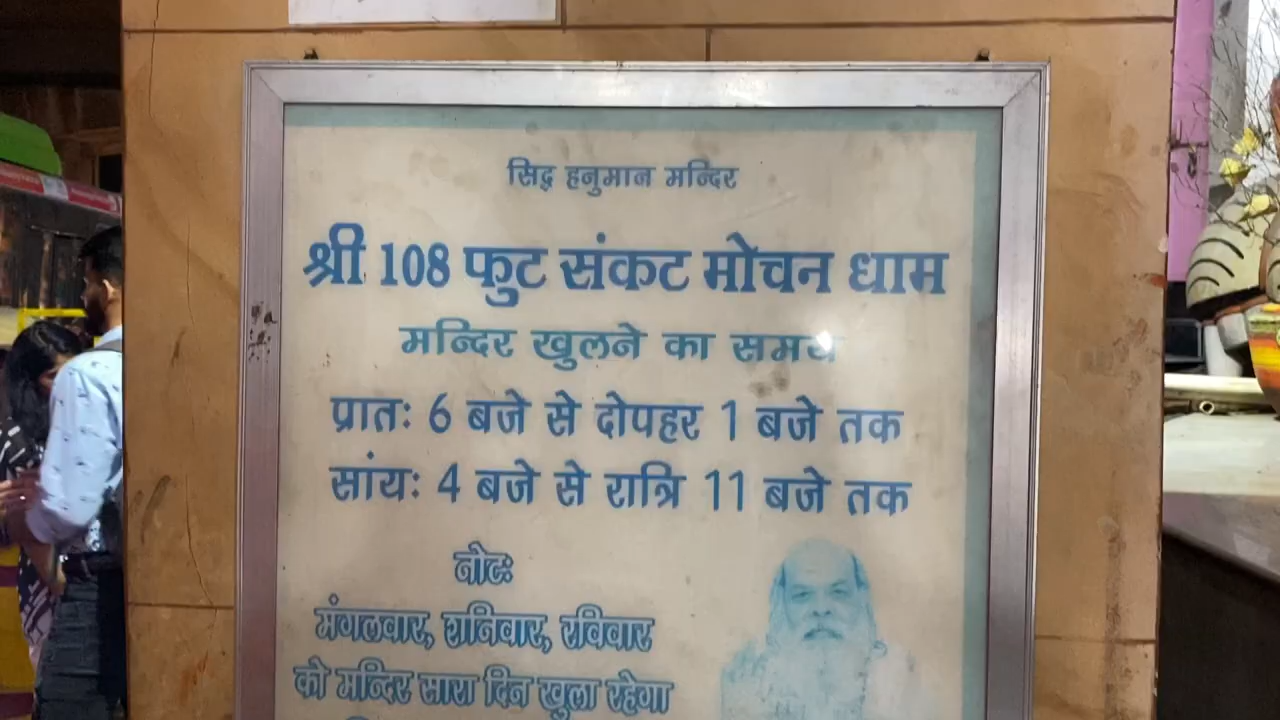 सिद्ध हनुमान मन्दिर
श्री 108 फुट संकट मोचन धाम
मन्दिर खुलने का समय
प्रातः 6 बजे से दोपहर 1 बजे तक
सांयः 4 बजे से रात्रि 11 बजे तक
नोटः
मंगलवार, शनिवार, रविवार
को मन्दिर सारा दिन खुला रहेगा